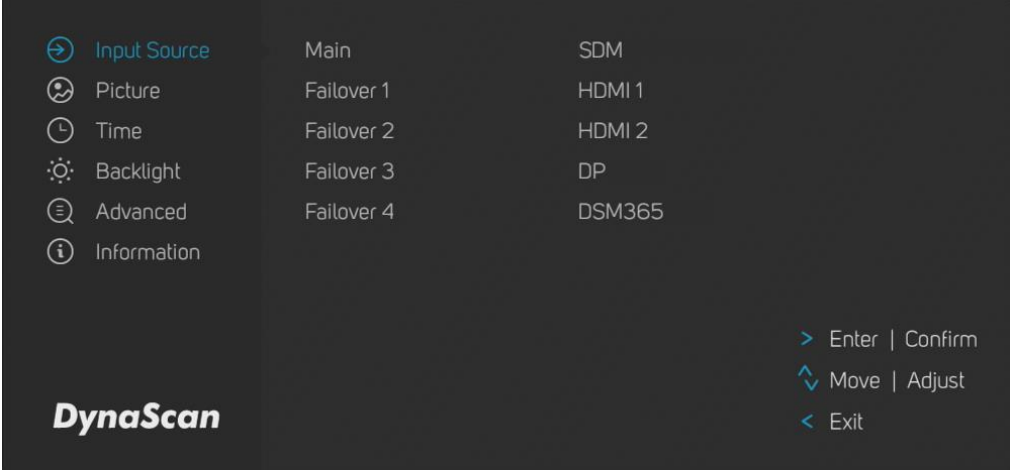 Input Source Main SDM
Picture Failover 1 HDMI 1
Time Failover 2 HDMI 2
Backlight Failover 3 DP
Advanced Failover 4 DSM365
Information
> Enter | Confirm
Move | Adjust
< Exit
DynaScan